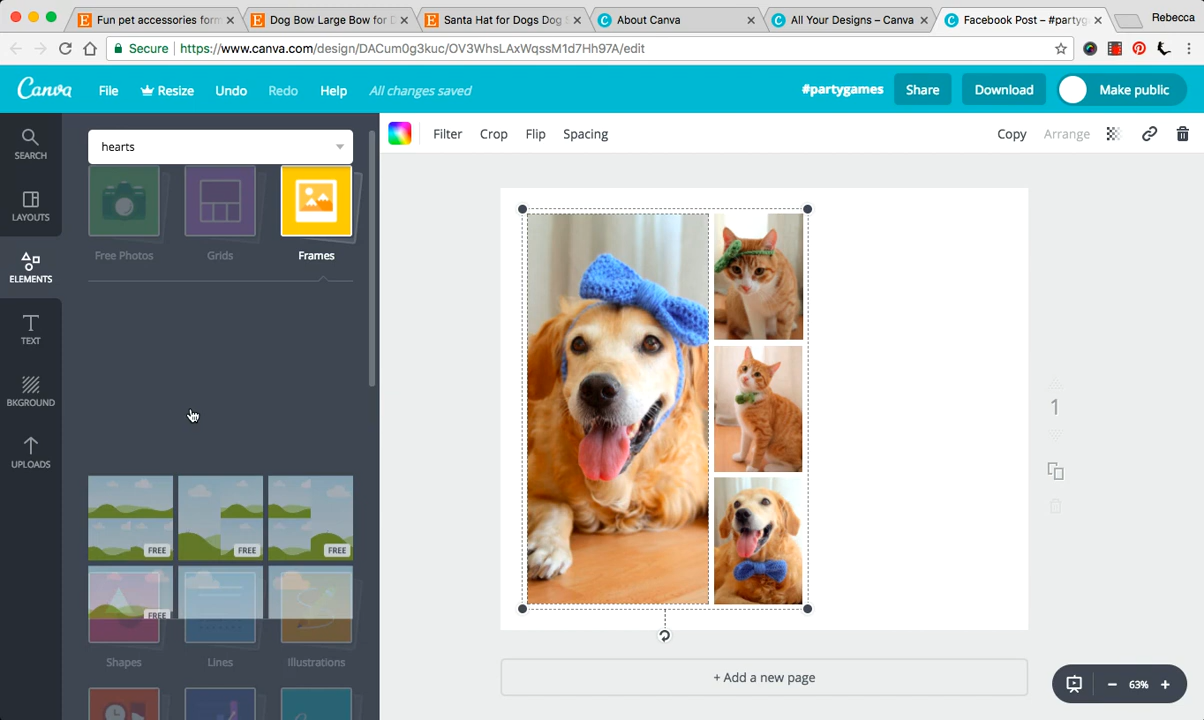 Fun pet accessories form
Dog Bow Large Bow for D
Santa Hat for Dogs Dog S
About Canva
All Your Designs – Canva
Facebook Post – #partyg
Rebecca
Secure
https://www.canva.com/design/DACum0g3kuc/OV3WhsLAxWqssM1d7Hh97A/edit
Canva
File
Resize
Undo
Redo
Help
All changes saved
#partygames
Share
Download
Make public
SEARCH
LAYOUTS
ELEMENTS
TEXT
BKGROUND
UPLOADS
hearts
Free Photos
Grids
Frames
FREE
FREE
FREE
FREE
Shapes
Lines
Illustrations
Filter
Crop
Flip
Spacing
Copy
Arrange
1
+ Add a new page
63%